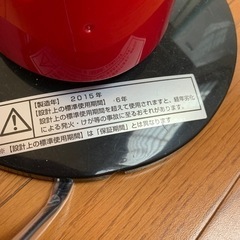 【製造年】 2015年
【設計上の標準使用期間】 6年
設計上の標準使用期間を超えて使用されますと、経年劣化
による発火・けが等の事故に至るおそれがあります。
※【設計上の標準使用期間】は「保証期間」とは異なります